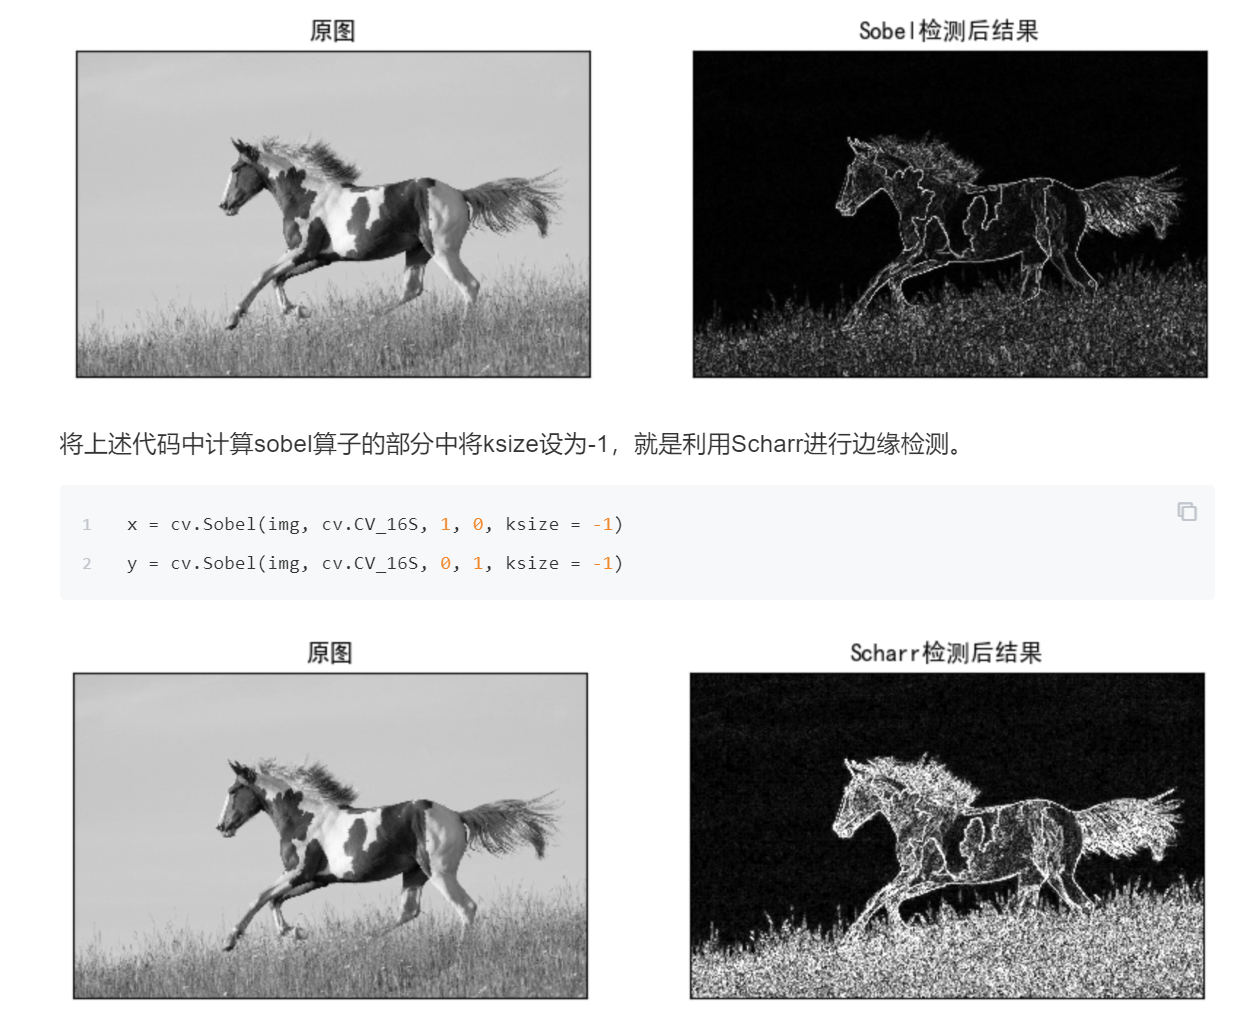 原图
Sobel检测后结果
将上述代码中计算sobel算子的部分中将ksize设为-1，就是利用Scharr进行边缘检测。
1 x = cv.Sobel(img, cv.CV_16S, 1, 0, ksize = -1)
2 y = cv.Sobel(img, cv.CV_16S, 0, 1, ksize = -1)
原图
Scharr检测后结果